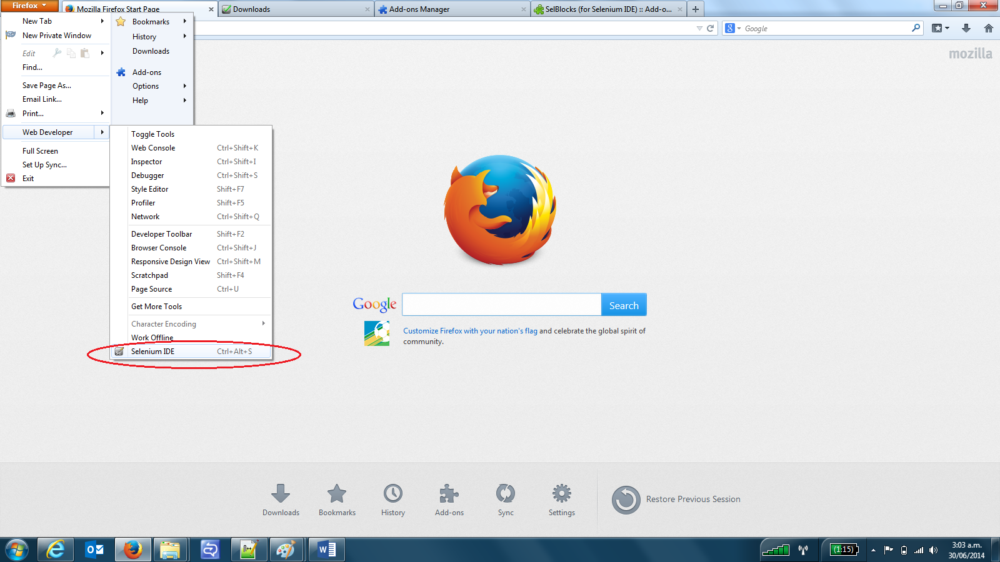 Firefox
Mozilla Firefox Start Page
Downloads
Add-ons Manager
SelBlocks (for Selenium IDE) :: Add-o...
8
Google
mozilla
New Tab
New Private Window
Edit
Find...
Save Page As...
Email Link...
Print...
Web Developer
Full Screen
Set Up Sync...
Exit
Bookmarks
History
Downloads
Add-ons
Options
Help
Toggle Tools
Web Console Ctrl+Shift+K
Inspector Ctrl+Shift+I
Debugger Ctrl+Shift+S
Style Editor Shift+F7
Profiler Shift+F5
Network Ctrl+Shift+Q
Developer Toolbar Shift+F2
Browser Console Ctrl+Shift+J
Responsive Design View Ctrl+Shift+M
Scratchpad Shift+F4
Page Source Ctrl+U
Get More Tools
Character Encoding
Work Offline
Se Selenium IDE Ctrl+Alt+S
Google
Search
Customize Firefox with your nation's flag and celebrate the global spirit of
community.
Downloads
Bookmarks
History
Add-ons
Sync
Settings
Restore Previous Session
(1:15)
3:03 a.m.
30/06/2014